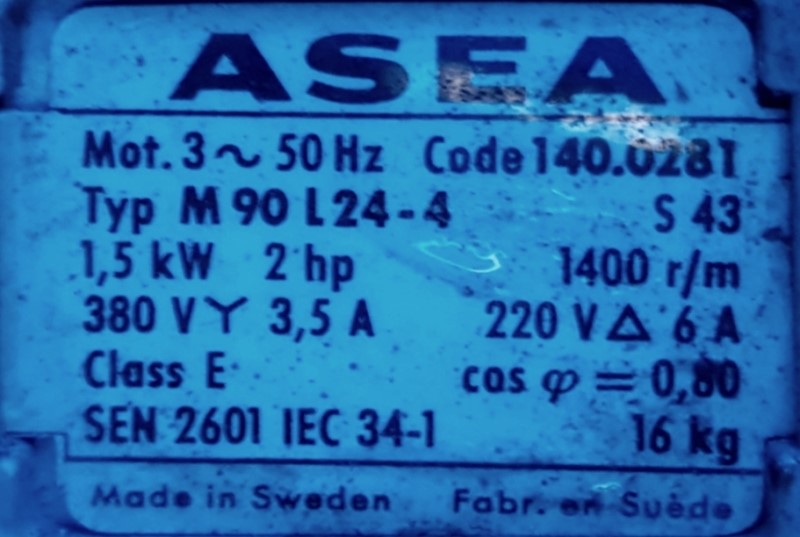 ASEA
Mot. 3 ~ 50 Hz Code 140.0281
Typ M 90 L 24 - 4 S 43
1,5 kW 2 hp 1400 r/m
380 V Y 3,5 A 220 V Δ 6 A
Class E cos φ = 0,80
SEN 2601 IEC 34-1 16 kg
Made in Sweden Fabr. en Suède